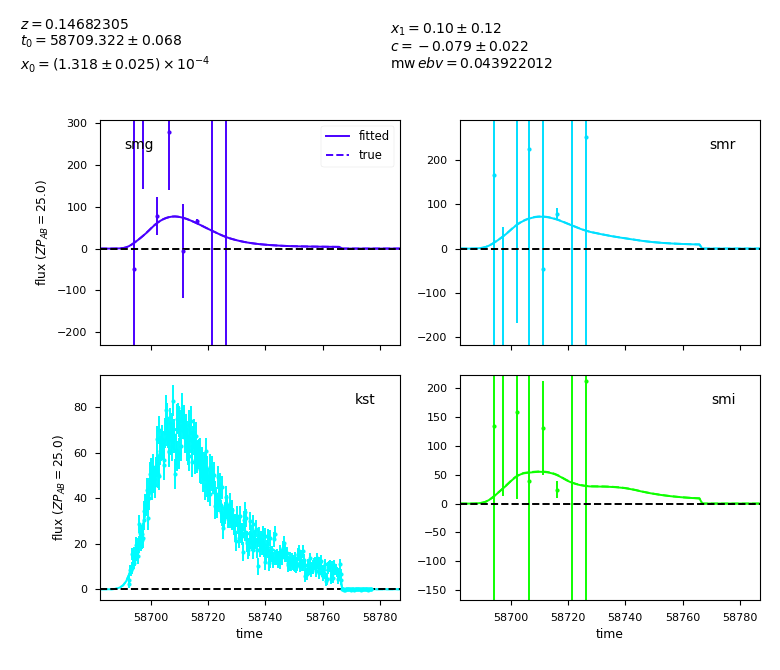 z = 0.14682305
t₀ = 58709.322 ± 0.068
x₀ = (1.318 ± 0.025) × 10⁻⁴
x₁ = 0.10 ± 0.12
c = −0.079 ± 0.022
mw ebv = 0.043922012
300
200
100
0
−100
−200
flux (ZP_AB = 25.0)
smg
fitted
true
200
100
0
−100
−200
smr
80
60
40
20
0
flux (ZP_AB = 25.0)
kst
58700 58720 58740 58760 58780
time
200
150
100
50
0
−50
−100
−150
smi
58700 58720 58740 58760 58780
time